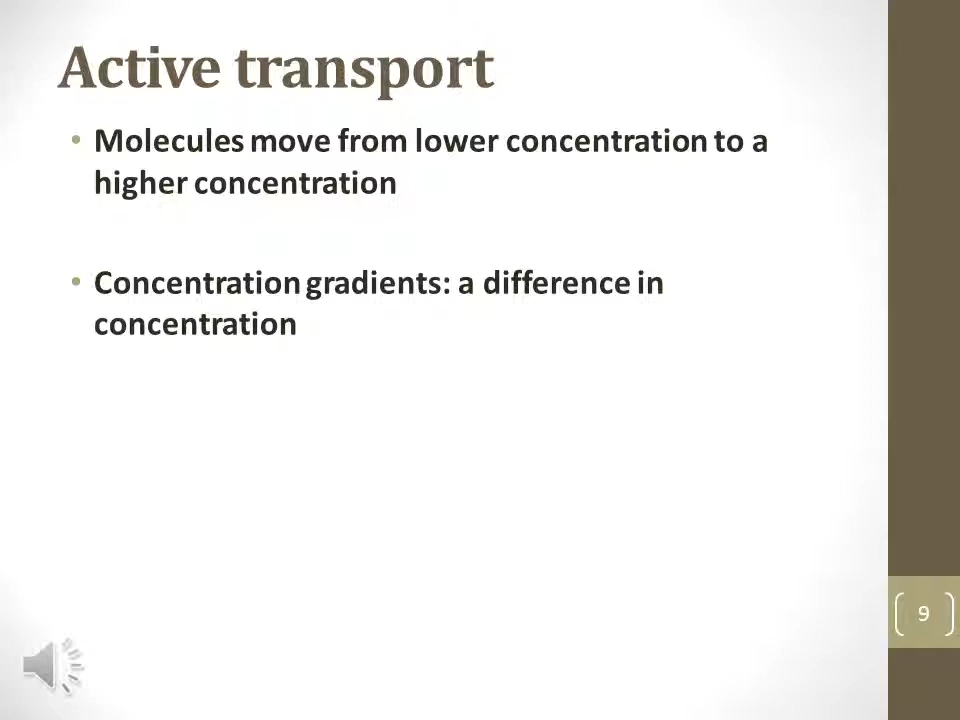 Active transport
• Molecules move from lower concentration to a
higher concentration
• Concentration gradients: a difference in
concentration
9